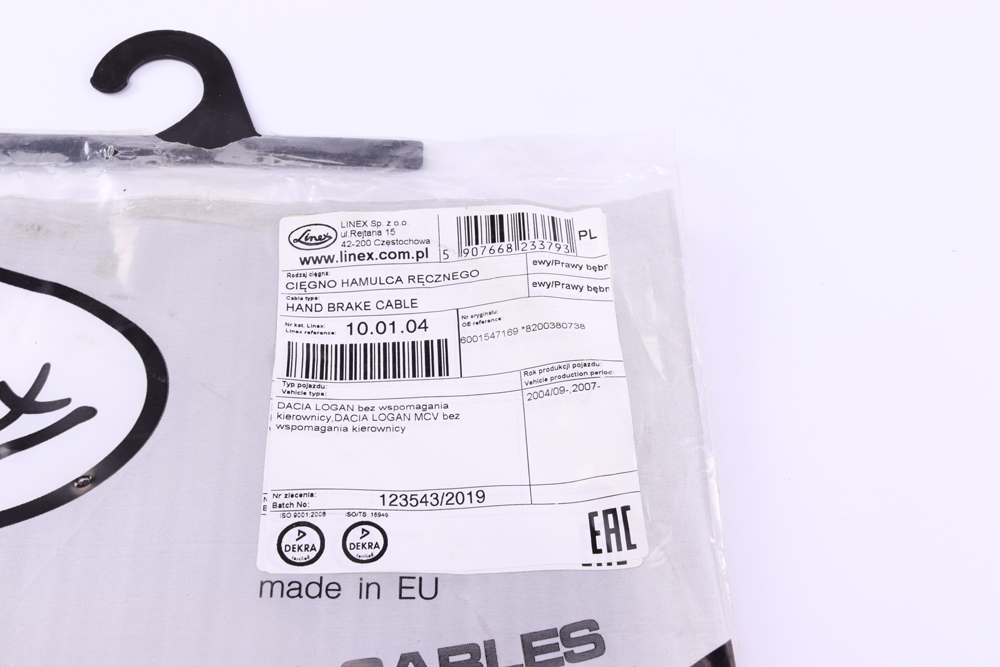 Linex
LINEX Sp. z o.o.
ul.Rejtana 15
42-200 Częstochowa
www.linex.com.pl
5 907668 233793
PL
Rodzaj cięgna:
CIĘGNO HAMULCA RĘCZNEGO
ewy/Prawy bębn
Cable type:
HAND BRAKE CABLE
ewy/Prawy bębn
Nr kat. Linex:
Linex reference:
10.01.04
Nr oryginału:
OE reference:
6001547169 *8200380738
Typ pojazdu:
Vehicle type:
Rok produkcji pojazdu:
Vehicle production period:
DACIA LOGAN bez wspomagania
kierownicy,DACIA LOGAN MCV bez
wspomagania kierownicy
2004/09-,2007-
Nr zlecenia:
Batch No:
123543/2019
ISO 9001:2008
ISO/TS 16949
DEKRA
certified
DEKRA
certified
EAC
made in EU
CABLES